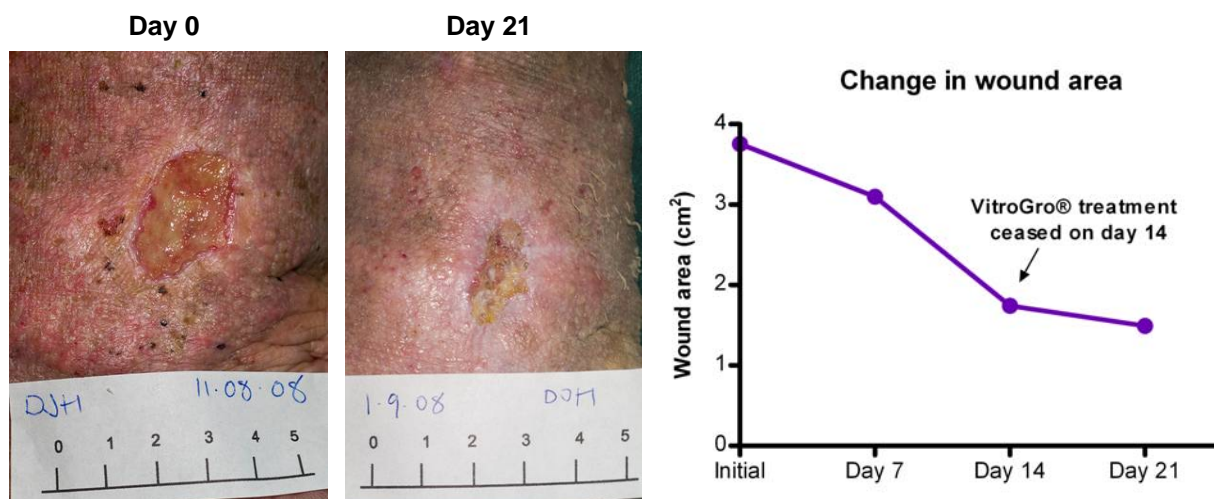 Day 0
Day 21
DJH 11.08.08
0 1 2 3 4 5
1.9.08 DJH
0 1 2 3 4 5
Change in wound area
4
3
2
1
0
Wound area (cm²)
VitroGro® treatment
ceased on day 14
Initial Day 7 Day 14 Day 21